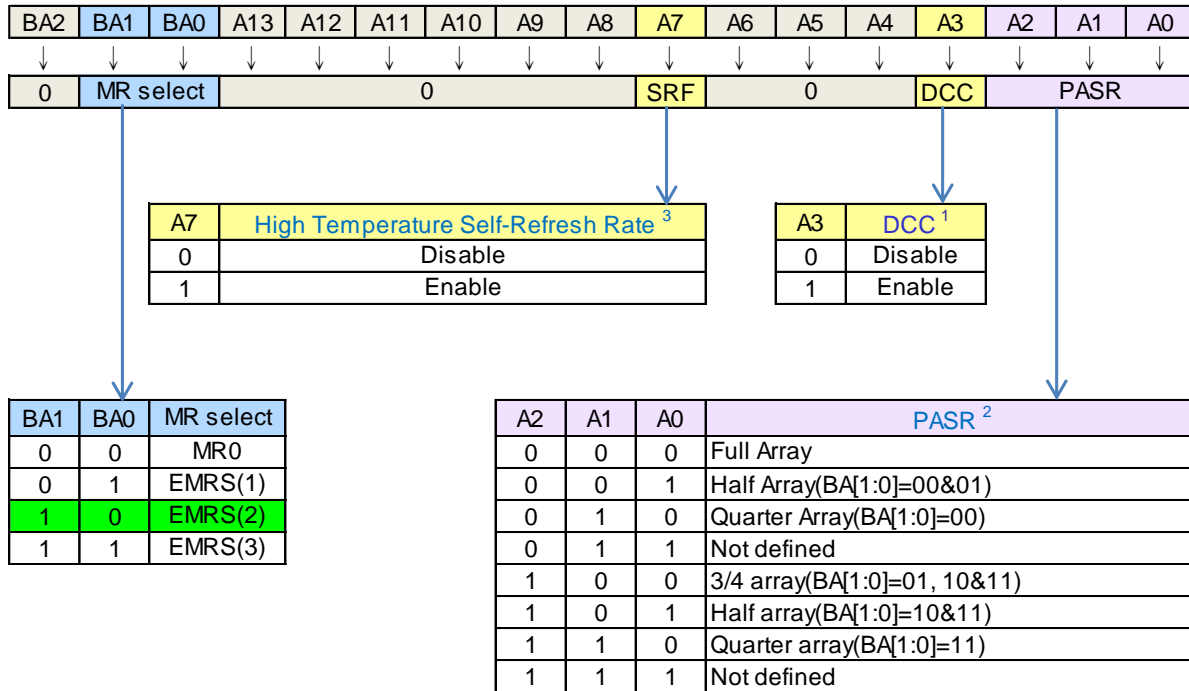 BA2 BA1 BA0 A13 A12 A11 A10 A9 A8 A7 A6 A5 A4 A3 A2 A1 A0
↓ ↓ ↓ ↓ ↓ ↓ ↓ ↓ ↓ ↓ ↓ ↓ ↓ ↓ ↓ ↓ ↓
0 MR select 0 SRF 0 DCC PASR
A7 High Temperature Self-Refresh Rate 3
0 Disable
1 Enable
A3 DCC 1
0 Disable
1 Enable
BA1 BA0 MR select
0 0 MR0
0 1 EMRS(1)
1 0 EMRS(2)
1 1 EMRS(3)
A2 A1 A0 PASR 2
0 0 0 Full Array
0 0 1 Half Array(BA[1:0]=00&01)
0 1 0 Quarter Array(BA[1:0]=00)
0 1 1 Not defined
1 0 0 3/4 array(BA[1:0]=01, 10&11)
1 0 1 Half array(BA[1:0]=10&11)
1 1 0 Quarter array(BA[1:0]=11)
1 1 1 Not defined